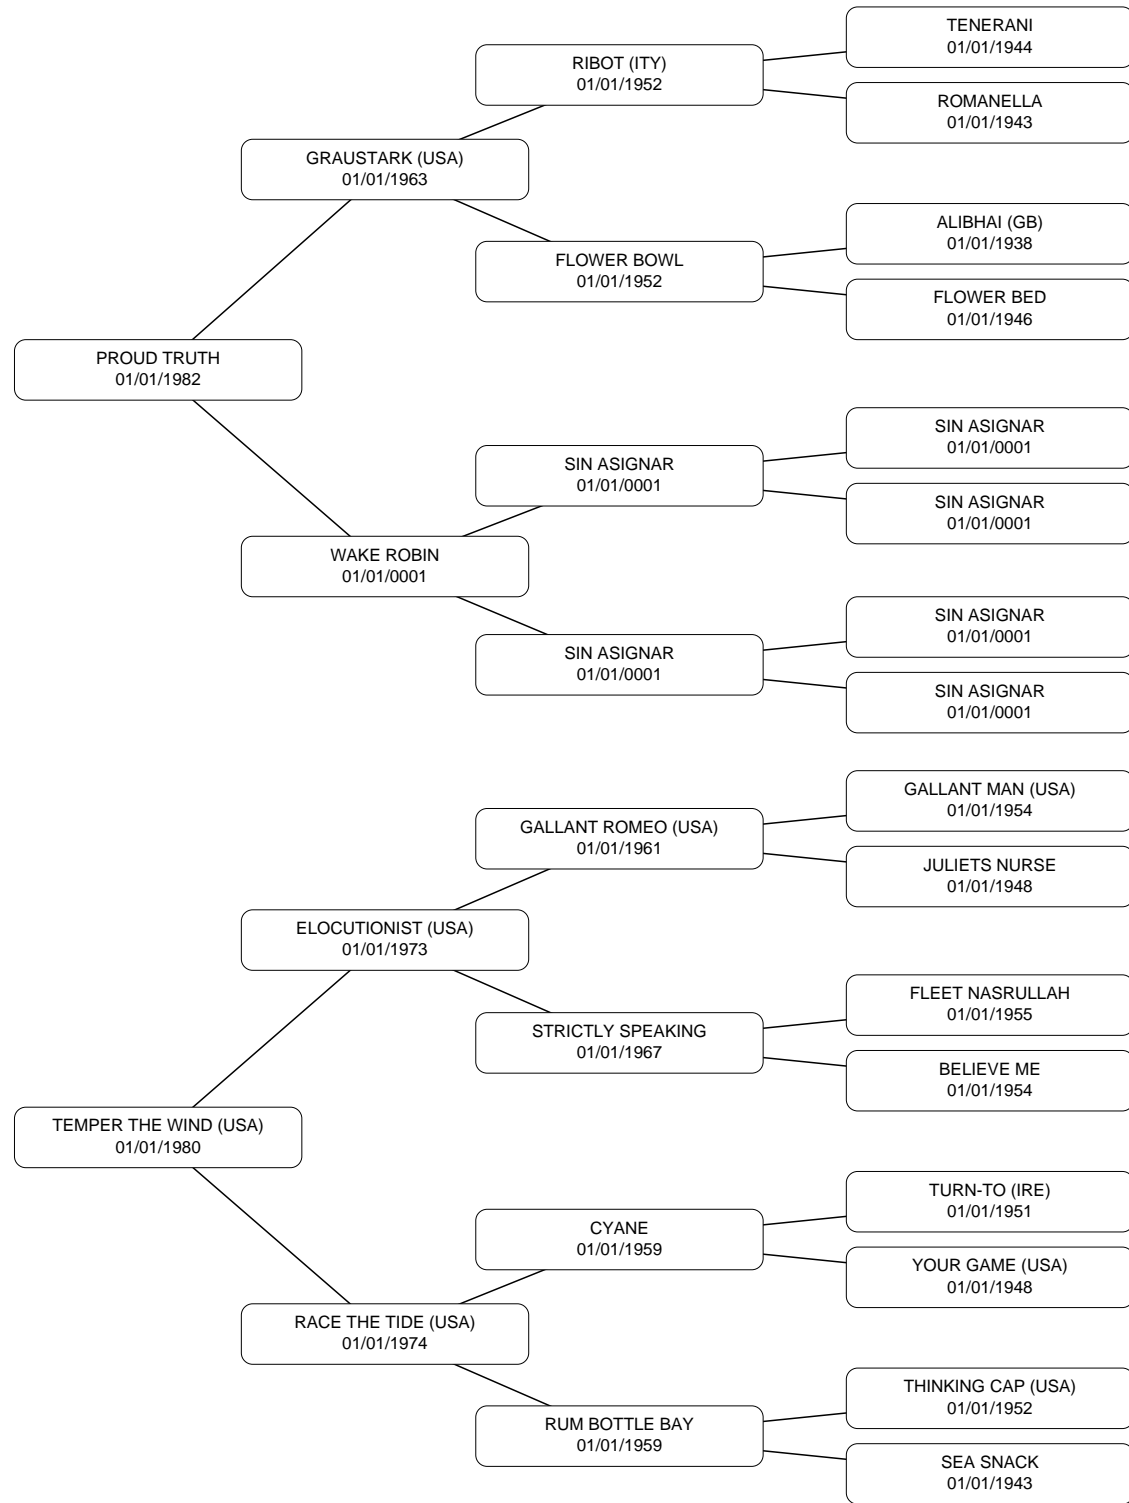 TENERANI
01/01/1944
RIBOT (ITY)
01/01/1952
ROMANELLA
01/01/1943
GRAUSTARK (USA)
01/01/1963
ALIBHAI (GB)
01/01/1938
FLOWER BOWL
01/01/1952
FLOWER BED
01/01/1946
PROUD TRUTH
01/01/1982
SIN ASIGNAR
01/01/0001
SIN ASIGNAR
01/01/0001
SIN ASIGNAR
01/01/0001
WAKE ROBIN
01/01/0001
SIN ASIGNAR
01/01/0001
SIN ASIGNAR
01/01/0001
SIN ASIGNAR
01/01/0001
GALLANT MAN (USA)
01/01/1954
GALLANT ROMEO (USA)
01/01/1961
JULIETS NURSE
01/01/1948
ELOCUTIONIST (USA)
01/01/1973
FLEET NASRULLAH
01/01/1955
STRICTLY SPEAKING
01/01/1967
BELIEVE ME
01/01/1954
TEMPER THE WIND (USA)
01/01/1980
TURN-TO (IRE)
01/01/1951
CYANE
01/01/1959
YOUR GAME (USA)
01/01/1948
RACE THE TIDE (USA)
01/01/1974
THINKING CAP (USA)
01/01/1952
RUM BOTTLE BAY
01/01/1959
SEA SNACK
01/01/1943